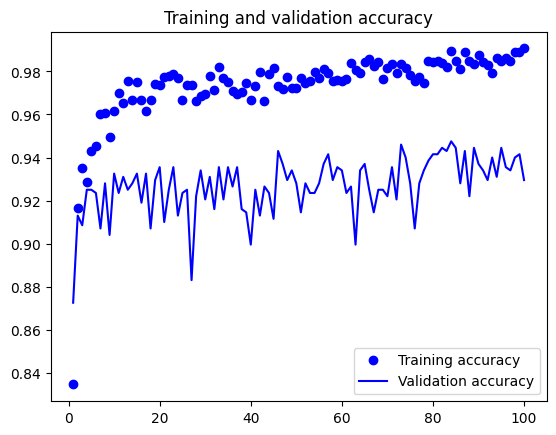 Training and validation accuracy
0.98
0.96
0.94
0.92
0.90
0.88
0.86
0.84
0 20 40 60 80 100
Training accuracy
Validation accuracy